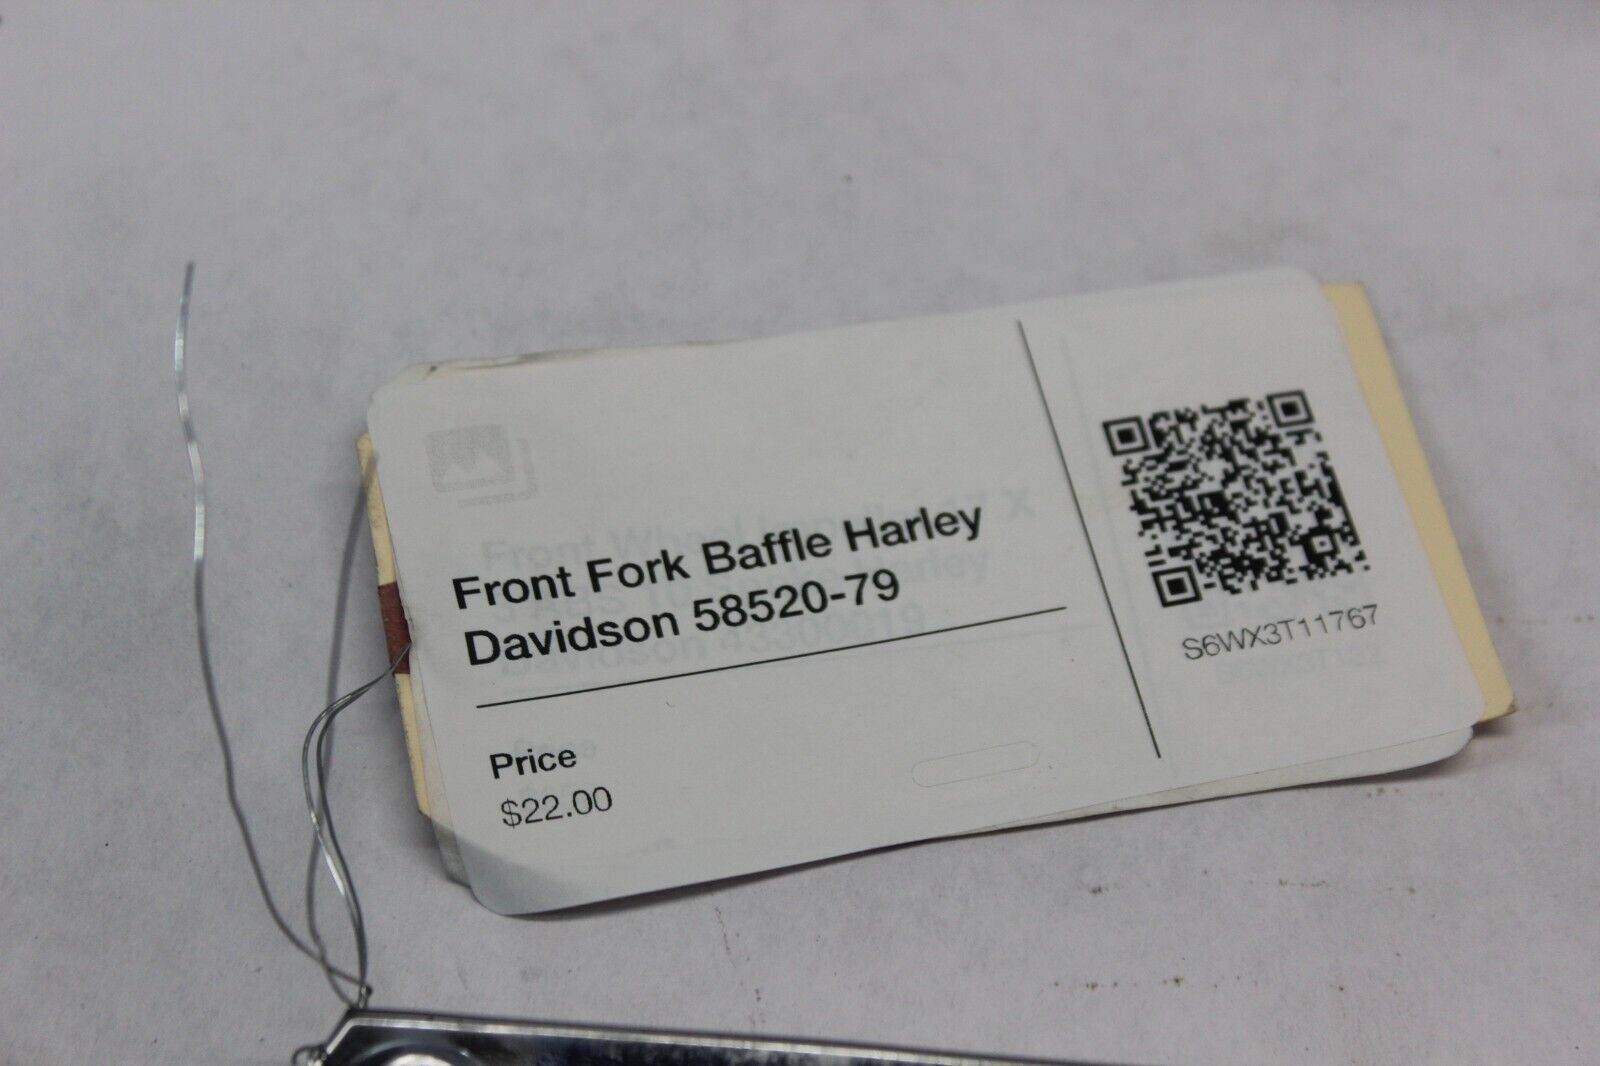 Front Fork Baffle Harley
Davidson 58520-79
Price
$22.00
S6WX3T11767